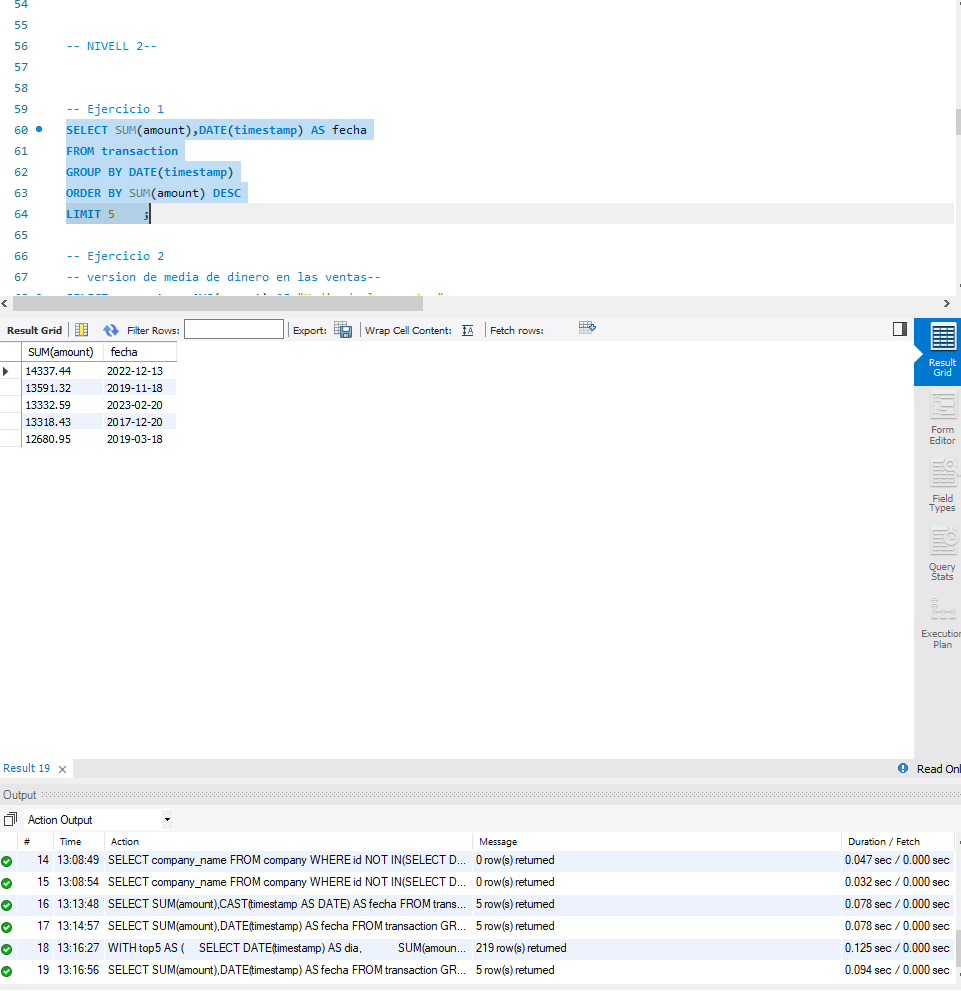 54
55
56 -- NIVELL 2--
57
58
59 -- Ejercicio 1
60 SELECT SUM(amount),DATE(timestamp) AS fecha
61 FROM transaction
62 GROUP BY DATE(timestamp)
63 ORDER BY SUM(amount) DESC
64 LIMIT 5    ;
65
66 -- Ejercicio 2
67 -- version de media de dinero en las ventas--
Result Grid Filter Rows: Export: Wrap Cell Content: Fetch rows:
SUM(amount) fecha
14337.44 2022-12-13
13591.32 2019-11-18
13332.59 2023-02-20
13318.43 2017-12-20
12680.95 2019-03-18
Result
Grid
Form
Editor
Field
Types
Query
Stats
Execution
Plan
Result 19 Read Onl
Output
Action Output
# Time Action Message Duration / Fetch
14 13:08:49 SELECT company_name FROM company WHERE id NOT IN(SELECT D... 0 row(s) returned 0.047 sec / 0.000 sec
15 13:08:54 SELECT company_name FROM company WHERE id NOT IN(SELECT D... 0 row(s) returned 0.032 sec / 0.000 sec
16 13:13:48 SELECT SUM(amount),CAST(timestamp AS DATE) AS fecha FROM trans... 5 row(s) returned 0.078 sec / 0.000 sec
17 13:14:57 SELECT SUM(amount),DATE(timestamp) AS fecha FROM transaction GR... 5 row(s) returned 0.078 sec / 0.000 sec
18 13:16:27 WITH top5 AS (     SELECT DATE(timestamp) AS dia,            SUM(amoun... 219 row(s) returned 0.125 sec / 0.000 sec
19 13:16:56 SELECT SUM(amount),DATE(timestamp) AS fecha FROM transaction GR... 5 row(s) returned 0.094 sec / 0.000 sec